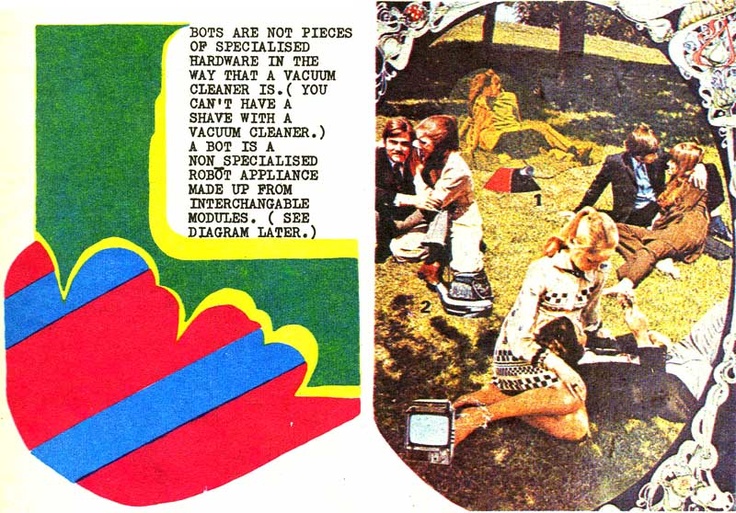 BOTS ARE NOT PIECES
OF SPECIALISED
HARDWARE IN THE
WAY THAT A VACUUM
CLEANER IS.( YOU
CAN'T HAVE A
SHAVE WITH A
VACUUM CLEANER.)
A BOT IS A
NON_SPECIALISED
ROBOT APPLIANCE
MADE UP FROM
INTERCHANGABLE
MODULES. ( SEE
DIAGRAM LATER.)
1
2